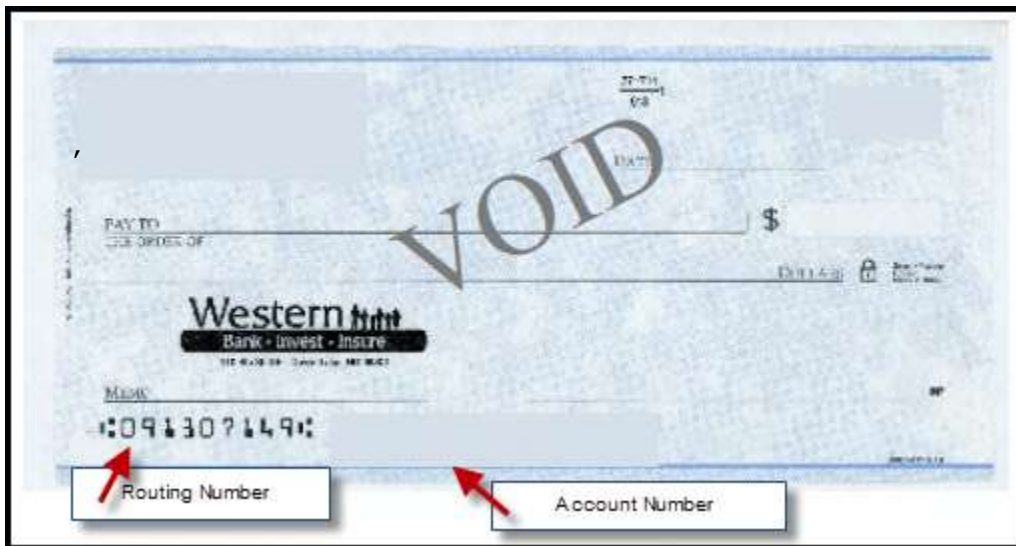 ,
DATE
VOID
PAY TO
THE ORDER OF
$
DOLLARS
Western
Bank • Invest • Insure
MEMO
⑆091307149⑆
Routing Number
Account Number